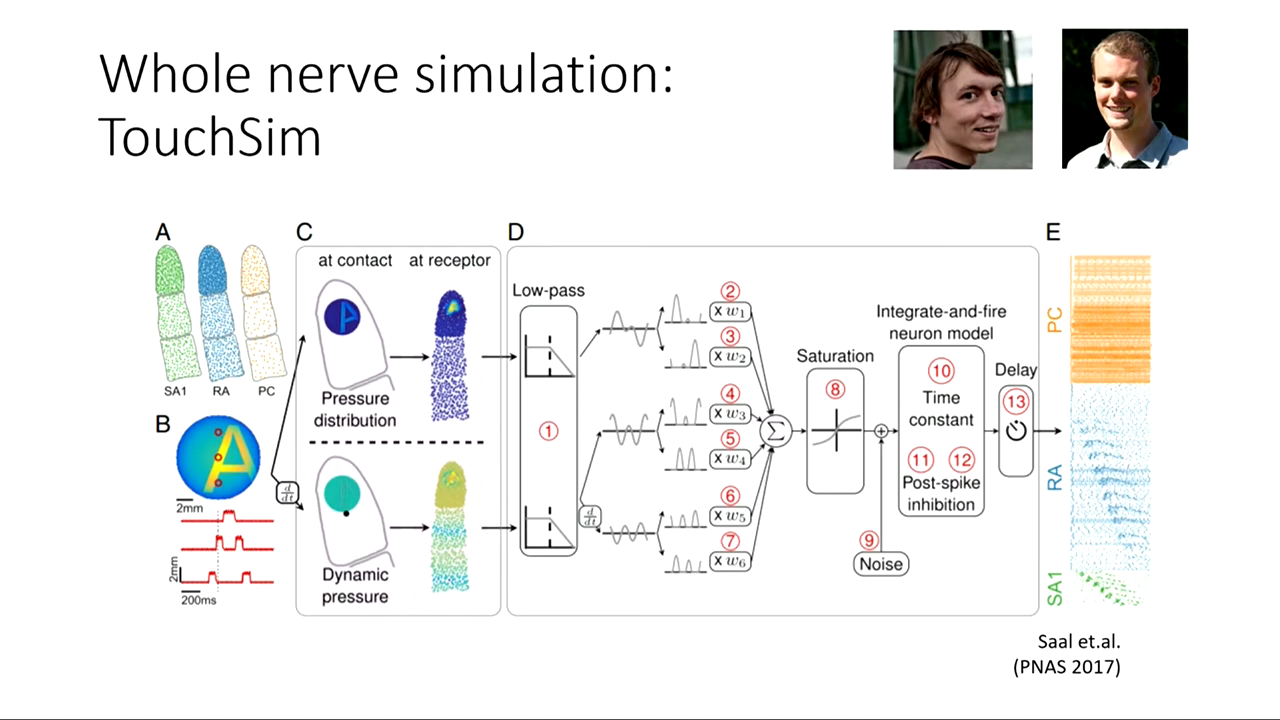 Whole nerve simulation:
TouchSim
A
SA1
RA
PC
B
2mm
2mm
200ms
C
at contact
at receptor
Pressure
distribution
d
dt
Dynamic
pressure
D
Low-pass
1
d
dt
2
x w1
3
x w2
4
x w3
5
x w4
6
x w5
7
x w6
Σ
Saturation
8
+
9
Noise
Integrate-and-fire
neuron model
10
Time
constant
11 12
Post-spike
inhibition
Delay
13
E
PC
RA
SA1
Saal et.al.
(PNAS 2017)